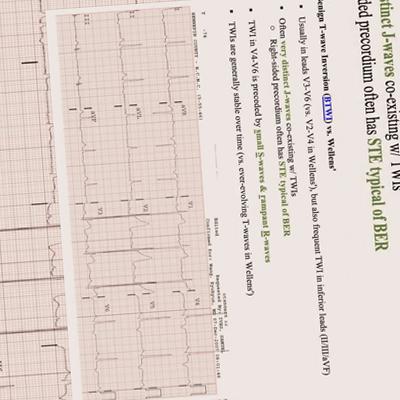 stinct J-waves co-existing w/ TWIs
ded precordium often has STE typical of BER
enign T-wave Inversion (BTWI) vs. Wellens'
• Usually in leads V3-V6 (vs. V2-V4 in Wellens'), but also frequent TWI in inferior leads (II/III/aVF)
• Often very distinct J-waves co-existing w/ TWIs
○ Right-sided precordium often has STE typical of BER
• TWI in V4-V6 is preceded by small S-waves & rampant R-waves
• TWIs are generally stable over time (vs. ever-evolving T-waves in Wellens')
aVR
aVL
aVF
V1
V2
V3
V4
V5
V6
II
III